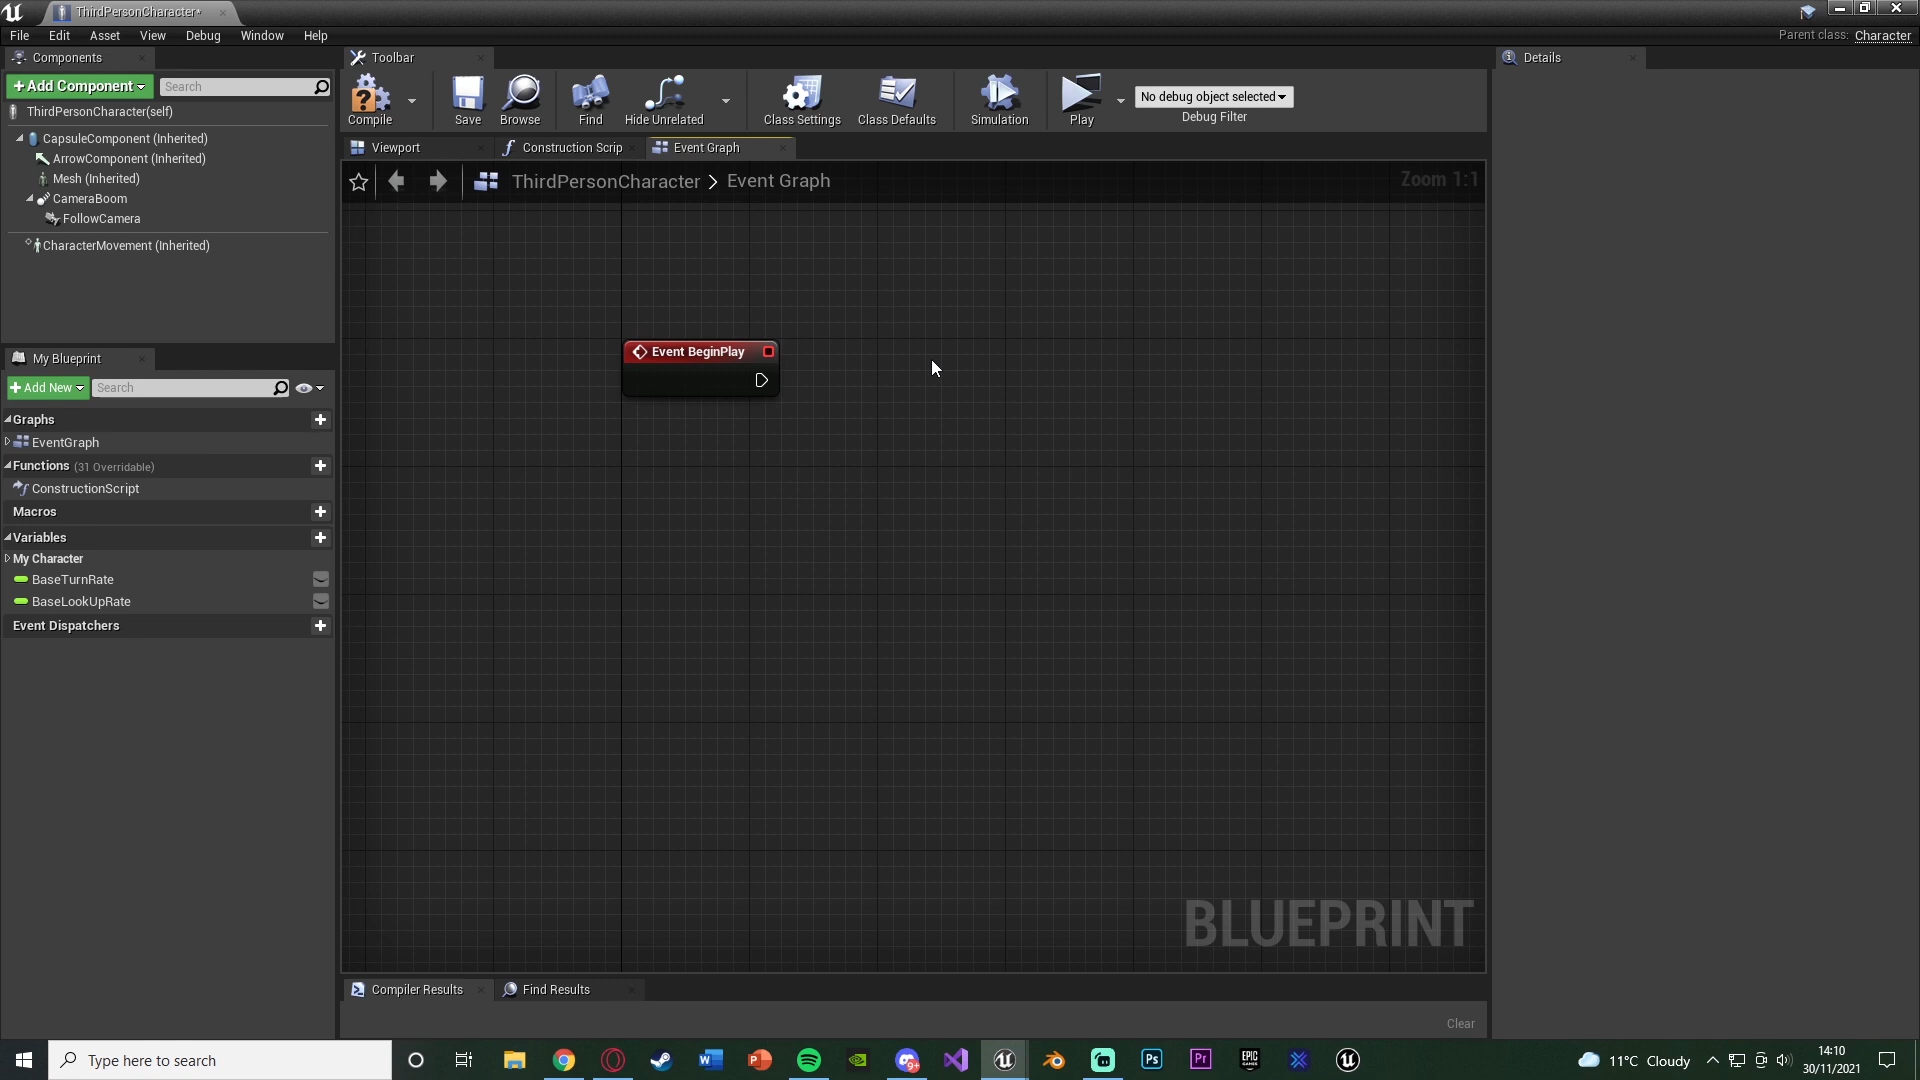 ThirdPersonCharacter*
File Edit Asset View Debug Window Help
Parent class: Character
Components
+ Add Component
Search
ThirdPersonCharacter(self)
CapsuleComponent (Inherited)
ArrowComponent (Inherited)
Mesh (Inherited)
CameraBoom
FollowCamera
CharacterMovement (Inherited)
My Blueprint
+ Add New
Search
Graphs
EventGraph
Functions (31 Overridable)
ConstructionScript
Macros
Variables
My Character
BaseTurnRate
BaseLookUpRate
Event Dispatchers
Toolbar
Compile
Save
Browse
Find
Hide Unrelated
Class Settings
Class Defaults
Simulation
Play
No debug object selected
Debug Filter
Viewport
Construction Scrip
Event Graph
ThirdPersonCharacter > Event Graph
Zoom 1:1
Event BeginPlay
BLUEPRINT
Compiler Results
Find Results
Clear
Details
Type here to search
W
P
9+
Ps
Pr
EPIC GAMES
11°C Cloudy
14:10
30/11/2021